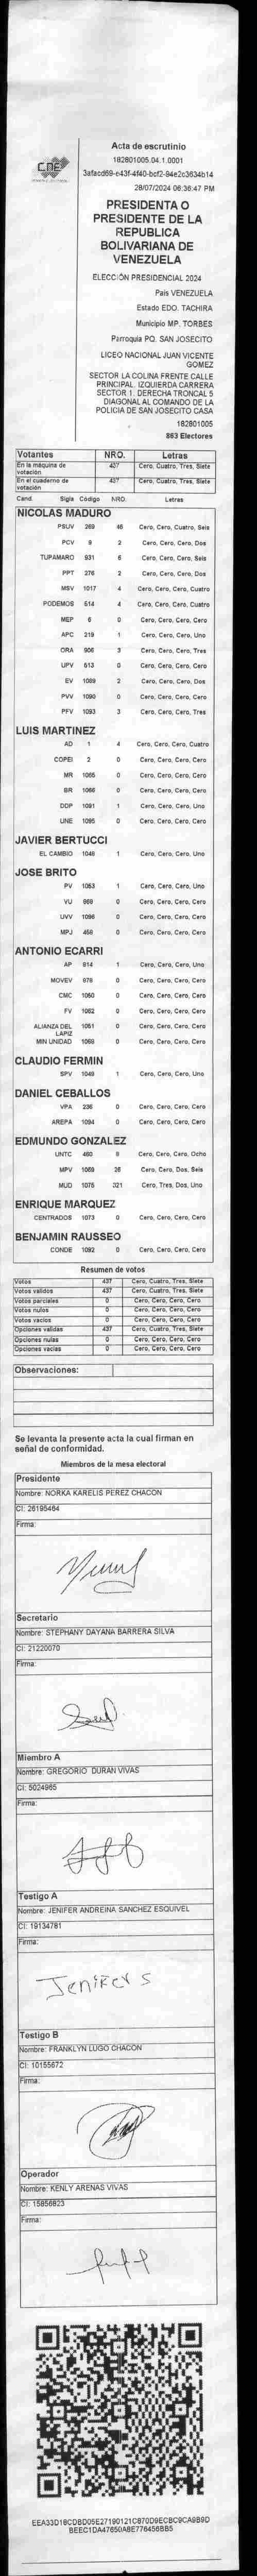 CNE
Acta de escrutinio
182801005.04.1.0001
3afacd69-e43f-4f40-bcf2-94e2c3634b14
28/07/2024 06:36:47 PM
PRESIDENTA O
PRESIDENTE DE LA
REPUBLICA
BOLIVARIANA DE
VENEZUELA
ELECCIÓN PRESIDENCIAL 2024
País VENEZUELA
Estado EDO. TACHIRA
Municipio MP. TORBES
Parroquia PQ. SAN JOSECITO
LICEO NACIONAL JUAN VICENTE
GOMEZ
SECTOR LA COLINA FRENTE CALLE
PRINCIPAL. IZQUIERDA CARRERA
SECTOR 1. DERECHA TRONCAL 5
DIAGONAL AL COMANDO DE LA
POLICIA DE SAN JOSECITO CASA
182801005
863 Electores
Votantes NRO. Letras
En la máquina de votación 437 Cero, Cuatro, Tres, Siete
En el cuaderno de votación 437 Cero, Cuatro, Tres, Siete
Cand. Sigla Código NRO. Letras
NICOLAS MADURO
PSUV 269 46 Cero, Cero, Cuatro, Seis
PCV 9 2 Cero, Cero, Cero, Dos
TUPAMARO 931 6 Cero, Cero, Cero, Seis
PPT 276 2 Cero, Cero, Cero, Dos
MSV 1017 4 Cero, Cero, Cero, Cuatro
PODEMOS 614 4 Cero, Cero, Cero, Cuatro
MEP 6 0 Cero, Cero, Cero, Cero
APC 219 1 Cero, Cero, Cero, Uno
ORA 906 3 Cero, Cero, Cero, Tres
UPV 613 0 Cero, Cero, Cero, Cero
EV 1089 2 Cero, Cero, Cero, Dos
PVV 1090 0 Cero, Cero, Cero, Cero
PFV 1093 3 Cero, Cero, Cero, Tres
LUIS MARTINEZ
AD 1 4 Cero, Cero, Cero, Cuatro
COPEI 2 0 Cero, Cero, Cero, Cero
MR 1065 0 Cero, Cero, Cero, Cero
BR 1066 0 Cero, Cero, Cero, Cero
DDP 1091 1 Cero, Cero, Cero, Uno
UNE 1095 0 Cero, Cero, Cero, Cero
JAVIER BERTUCCI
EL CAMBIO 1046 1 Cero, Cero, Cero, Uno
JOSE BRITO
PV 1053 1 Cero, Cero, Cero, Uno
VU 969 0 Cero, Cero, Cero, Cero
UVV 1096 0 Cero, Cero, Cero, Cero
MPJ 458 0 Cero, Cero, Cero, Cero
ANTONIO ECARRI
AP 814 1 Cero, Cero, Cero, Uno
MOVEV 978 0 Cero, Cero, Cero, Cero
CMC 1050 0 Cero, Cero, Cero, Cero
FV 1062 0 Cero, Cero, Cero, Cero
ALIANZA DEL LAPIZ 1061 0 Cero, Cero, Cero, Cero
MIN UNIDAD 1069 0 Cero, Cero, Cero, Cero
CLAUDIO FERMIN
SPV 1049 1 Cero, Cero, Cero, Uno
DANIEL CEBALLOS
VPA 236 0 Cero, Cero, Cero, Cero
AREPA 1094 0 Cero, Cero, Cero, Cero
EDMUNDO GONZALEZ
UNTC 460 8 Cero, Cero, Cero, Ocho
MPV 1069 26 Cero, Cero, Dos, Seis
MUD 1075 321 Cero, Tres, Dos, Uno
ENRIQUE MARQUEZ
CENTRADOS 1073 0 Cero, Cero, Cero, Cero
BENJAMIN RAUSSEO
CONDE 1092 0 Cero, Cero, Cero, Cero
Resumen de votos
Votos 437 Cero, Cuatro, Tres, Siete
Votos válidos 437 Cero, Cuatro, Tres, Siete
Votos parciales 0 Cero, Cero, Cero, Cero
Votos nulos 0 Cero, Cero, Cero, Cero
Votos vacíos 0 Cero, Cero, Cero, Cero
Opciones válidas 437 Cero, Cuatro, Tres, Siete
Opciones nulas 0 Cero, Cero, Cero, Cero
Opciones vacías 0 Cero, Cero, Cero, Cero
Observaciones:
Se levanta la presente acta la cual firman en
señal de conformidad.
Miembros de la mesa electoral
Presidente
Nombre: NORKA KARELIS PEREZ CHACON
CI: 26195464
Firma:
Secretario
Nombre: STEPHANY DAYANA BARRERA SILVA
CI: 21220070
Firma:
Miembro A
Nombre: GREGORIO DURAN VIVAS
CI: 5024985
Firma:
Testigo A
Nombre: JENIFER ANDREINA SANCHEZ ESQUIVEL
CI: 19134781
Firma:
Jenifer S
Testigo B
Nombre: FRANKLYN LUGO CHACON
CI: 10155672
Firma:
Operador
Nombre: KENLY ARENAS VIVAS
CI: 15856823
Firma:
EEA33D18CDBD05E27190121C870D9ECBC9CA9B9D
BEEC1DA47650A8E776456BB5